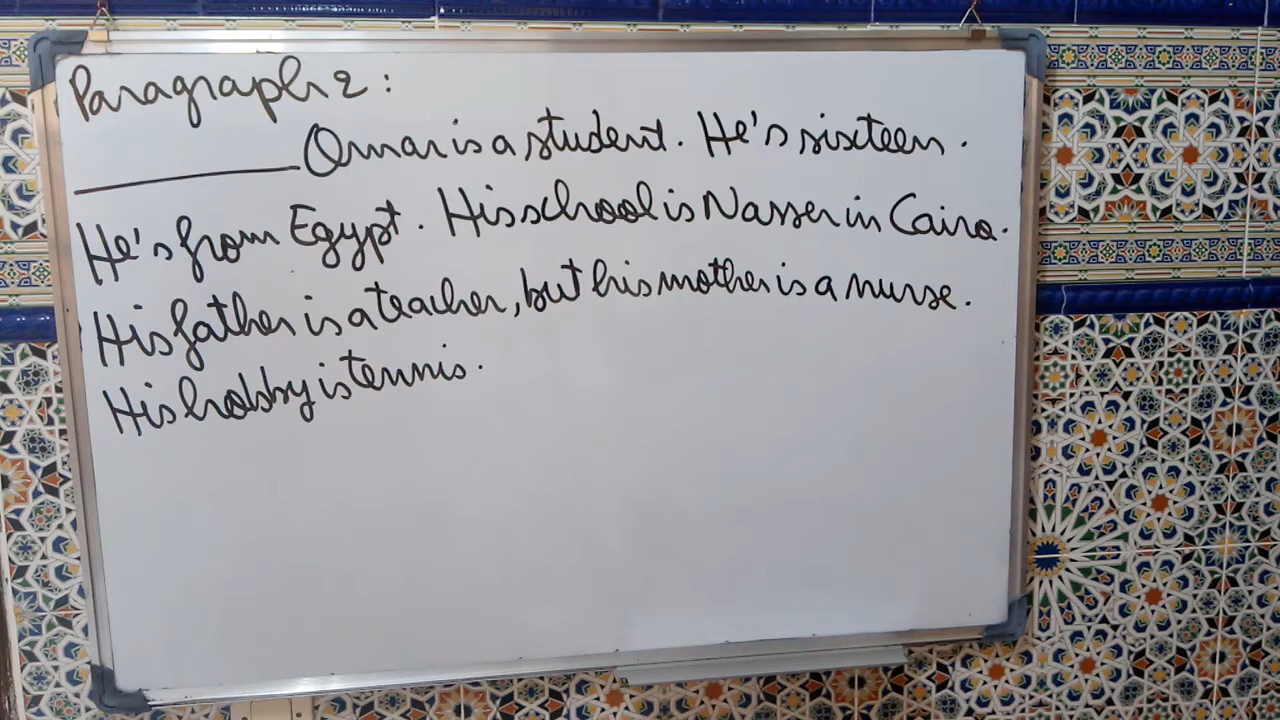 Paragraph 2 :
Omar is a student. He's sixteen.
He's from Egypt. His school is Nasser in Cairo.
His father is a teacher, but his mother is a nurse.
His hobby is tennis.